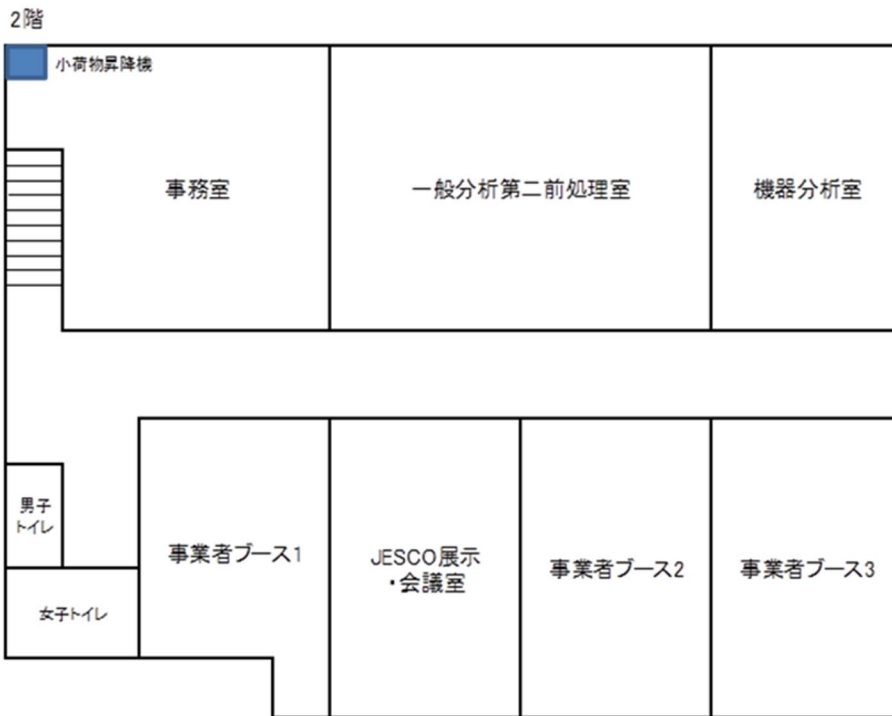 2階
小荷物昇降機
事務室
一般分析第二前処理室
機器分析室
男子
トイレ
女子トイレ
事業者ブース1
JESCO展示
・会議室
事業者ブース2
事業者ブース3